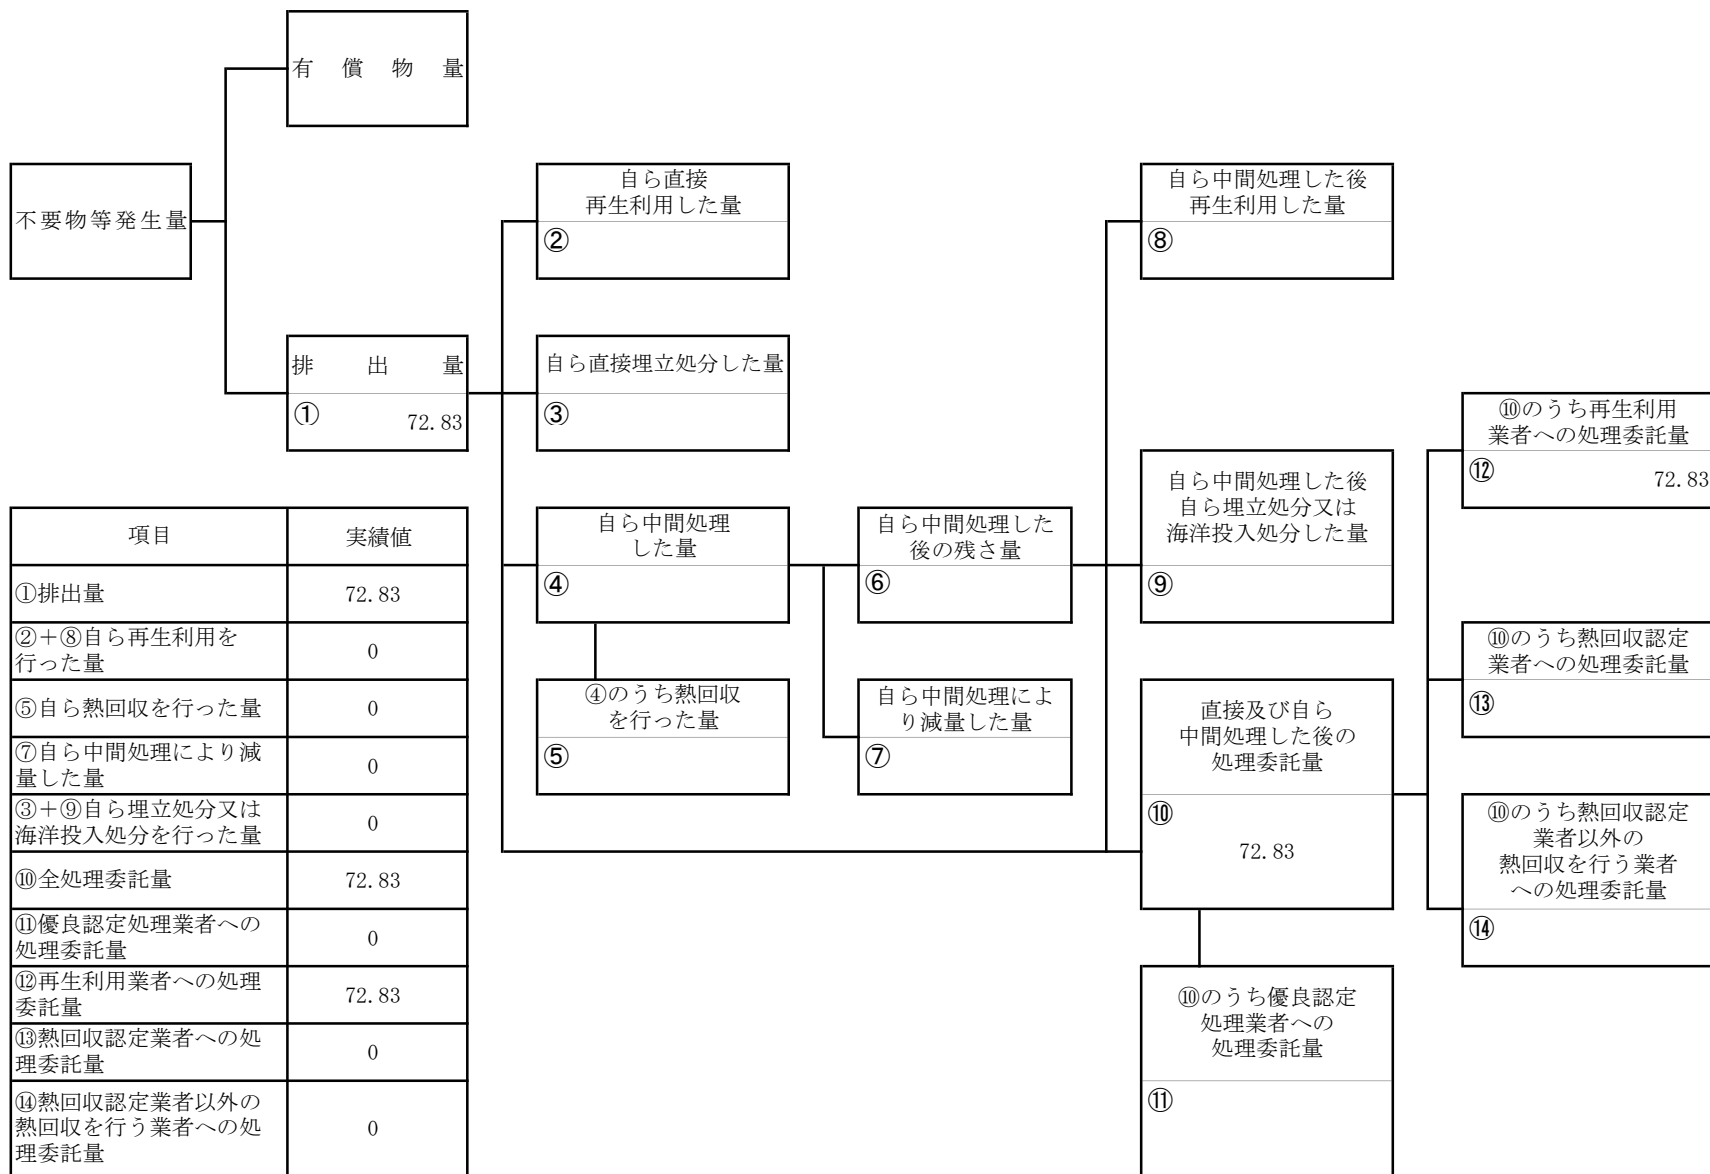 有償物量
不要物等発生量
排出量
①
72.83
自ら直接
再生利用した量
②
自ら直接埋立処分した量
③
自ら中間処理
した量
④
④のうち熱回収
を行った量
⑤
自ら中間処理した
後の残さ量
⑥
自ら中間処理によ
り減量した量
⑦
自ら中間処理した後
再生利用した量
⑧
自ら中間処理した後
自ら埋立処分又は
海洋投入処分した量
⑨
直接及び自ら
中間処理した後の
処理委託量
⑩
72.83
⑩のうち優良認定
処理業者への
処理委託量
⑪
⑩のうち再生利用
業者への処理委託量
⑫
72.83
⑩のうち熱回収認定
業者への処理委託量
⑬
⑩のうち熱回収認定
業者以外の
熱回収を行う業者
への処理委託量
⑭
項目 実績値
①排出量 72.83
②+⑧自ら再生利用を
行った量 0
⑤自ら熱回収を行った量 0
⑦自ら中間処理により減
量した量 0
③+⑨自ら埋立処分又は
海洋投入処分を行った量 0
⑩全処理委託量 72.83
⑪優良認定処理業者への
処理委託量 0
⑫再生利用業者への処理
委託量 72.83
⑬熱回収認定業者への処
理委託量 0
⑭熱回収認定業者以外の
熱回収を行う業者への処
理委託量 0